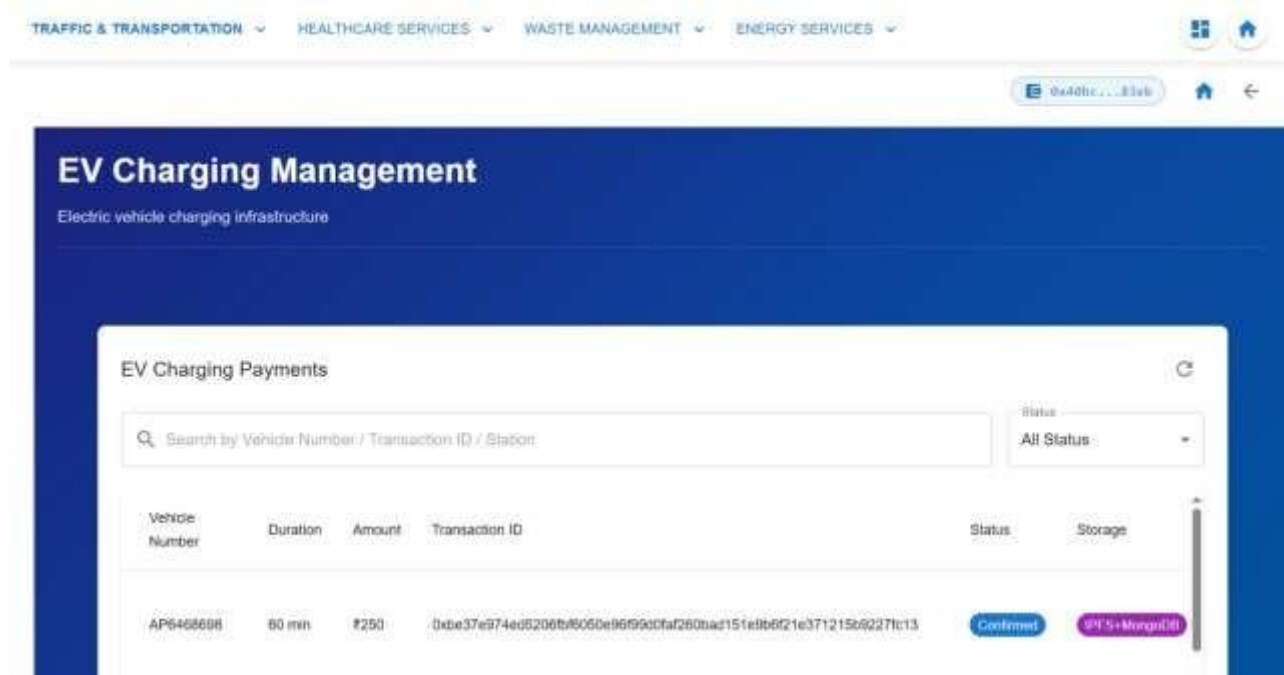 TRAFFIC & TRANSPORTATION HEALTHCARE SERVICES WASTE MANAGEMENT ENERGY SERVICES
EV Charging Management
Electric vehicle charging infrastructure
EV Charging Payments
Status
Search by Vehicle Number / Transaction ID / Station
All Status
Vehicle
Number
Duration Amount Transaction ID Status Storage
60 min ₹250 Confirmed IPFS+MongoDB